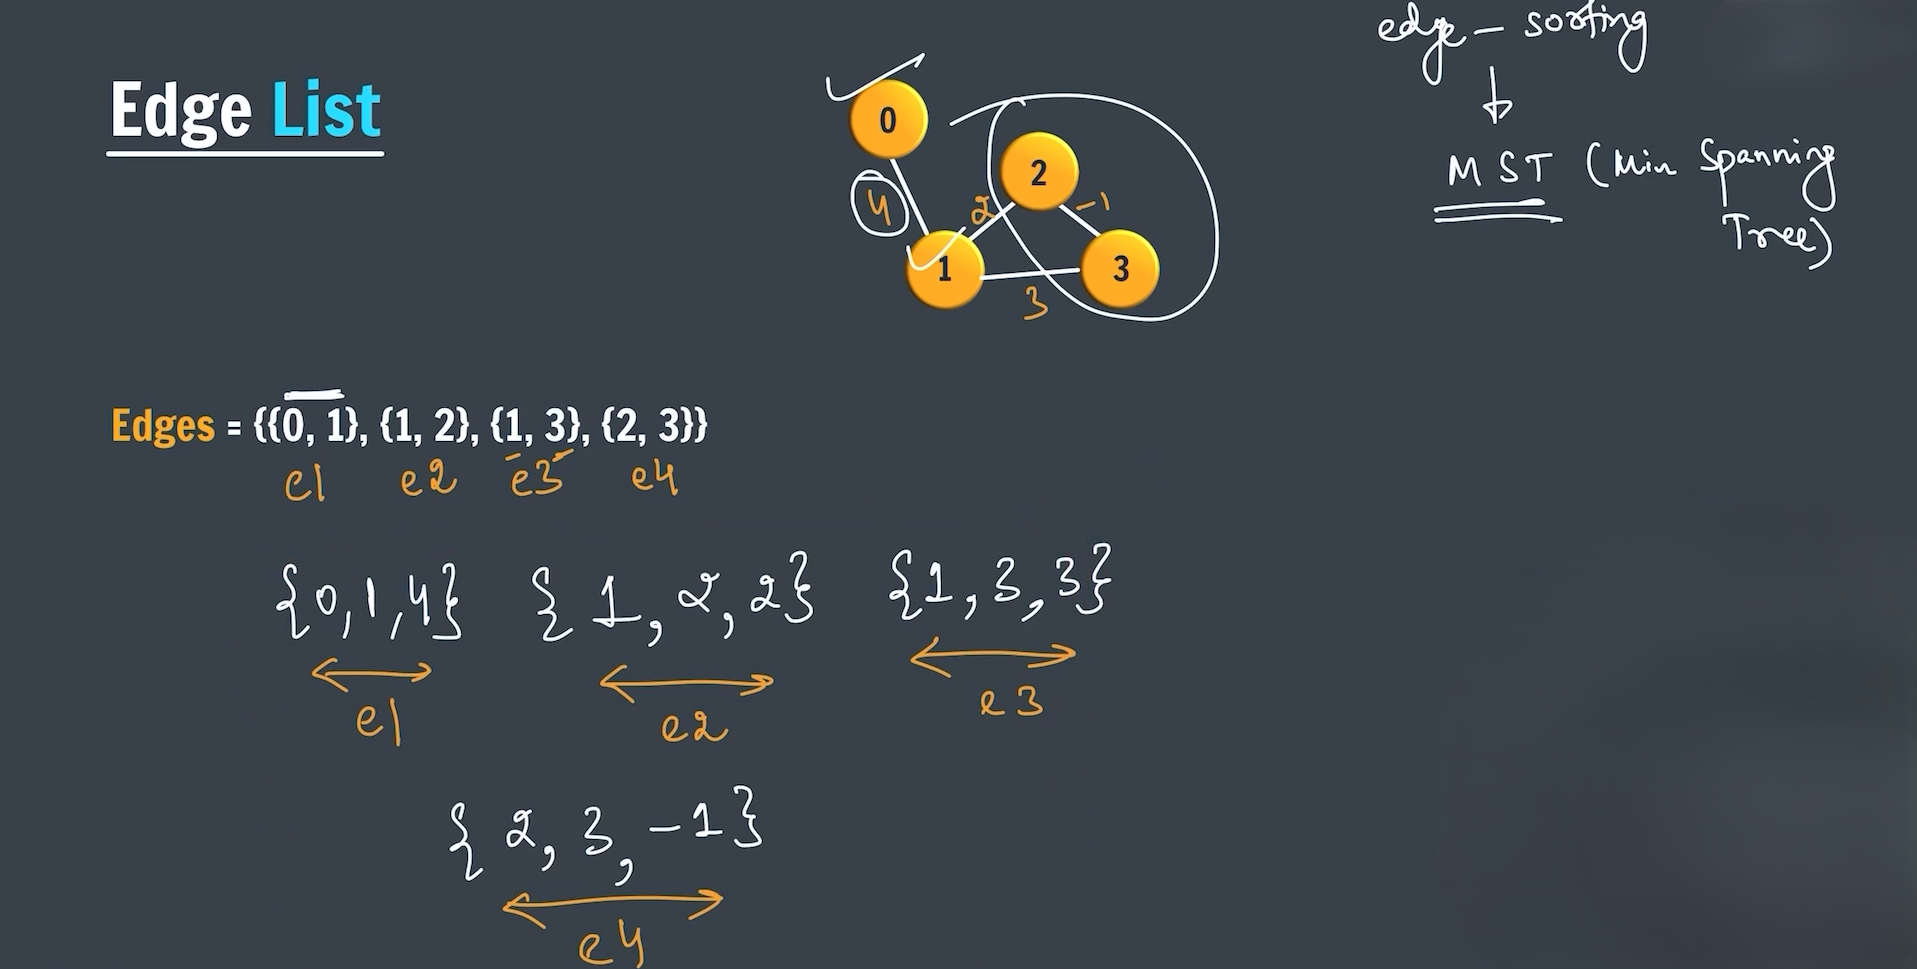 edge - sorting
Edge List
MST (Min Spanning
Tree)
0
2
4
2
-1
1
3
3
Edges = {{0, 1}, {1, 2}, {1, 3}, {2, 3}}
e1 e2 e3 e4
{0,1,4} {1,2,2} {1,3,3}
e1 e2 e3
{2,3,-1}
e4